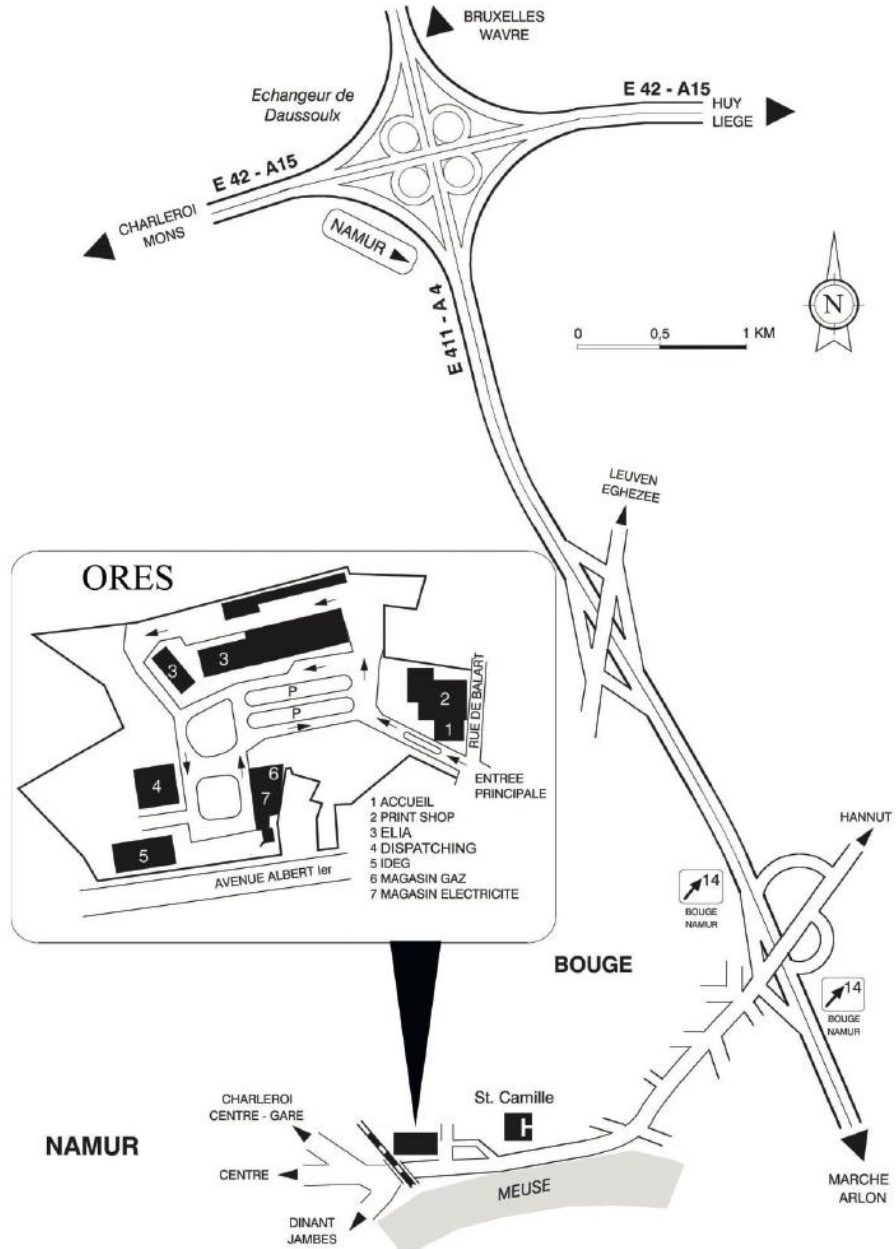 BRUXELLES
WAVRE
Echangeur de
Daussoulx
E 42 - A15
HUY
LIEGE
E 42 - A15
CHARLEROI
MONS
NAMUR
N
E 411 - A 4
0 0,5 1 KM
LEUVEN
EGHEZEE
ORES
3
3
P
P
2
1
RUE DE BALART
4
6
7
5
ENTREE
PRINCIPALE
1 ACCUEIL
2 PRINT SHOP
3 ELIA
4 DISPATCHING
5 IDEG
6 MAGASIN GAZ
7 MAGASIN ELECTRICITE
AVENUE ALBERT Ier
HANNUT
14
BOUGE
NAMUR
BOUGE
14
BOUGE
NAMUR
CHARLEROI
CENTRE - GARE
St. Camille
H
NAMUR
CENTRE
MEUSE
MARCHE
ARLON
DINANT
JAMBES